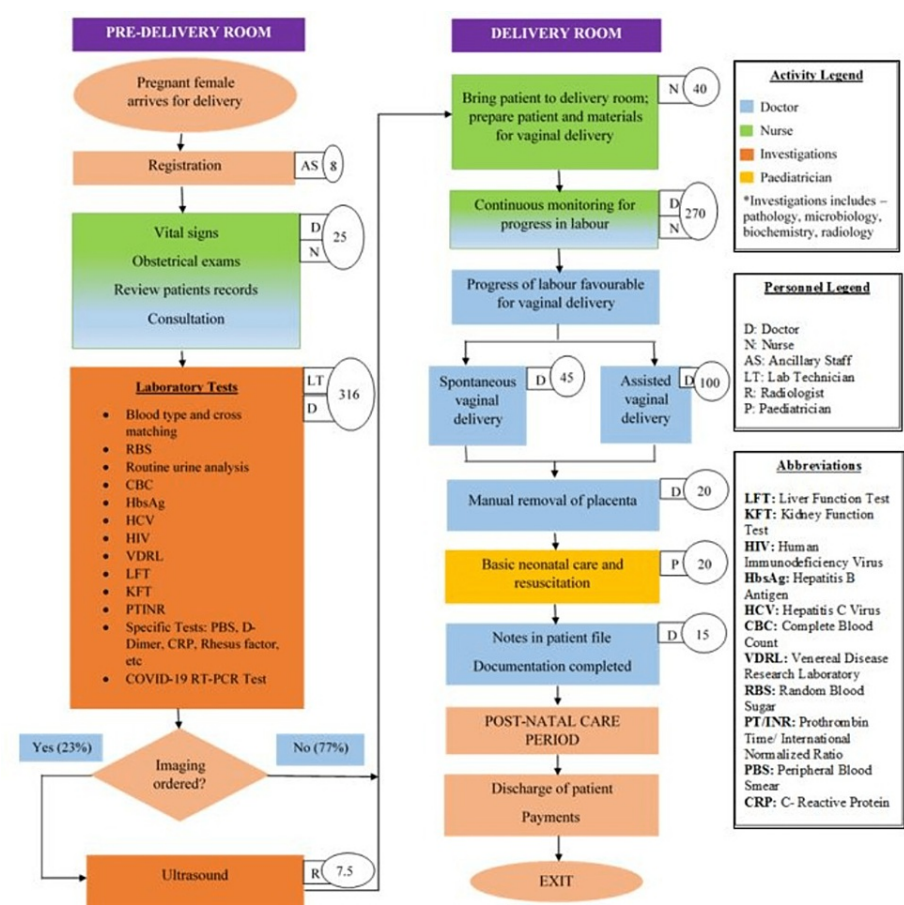 PRE-DELIVERY ROOM
Pregnant female
arrives for delivery
Registration
AS
8
Vital signs
Obstetrical exams
Review patients records
Consultation
D
N
25
Laboratory Tests
• Blood type and cross
matching
• RBS
• Routine urine analysis
• CBC
• HbsAg
• HCV
• HIV
• VDRL
• LFT
• KFT
• PTINR
• Specific Tests: PBS, D-
Dimer, CRP, Rhesus factor,
etc
• COVID-19 RT-PCR Test
LT
D
316
Yes (23%)
Imaging
ordered?
No (77%)
Ultrasound
R
7.5
DELIVERY ROOM
Bring patient to delivery room;
prepare patient and materials
for vaginal delivery
N
40
Continuous monitoring for
progress in labour
D
N
270
Progress of labour favourable
for vaginal delivery
Spontaneous
vaginal
delivery
D
45
Assisted
vaginal
delivery
D
100
Manual removal of placenta
D
20
Basic neonatal care and
resuscitation
P
20
Notes in patient file
Documentation completed
D
15
POST-NATAL CARE
PERIOD
Discharge of patient
Payments
EXIT
Activity Legend
Doctor
Nurse
Investigations
Paediatrician
*Investigations includes –
pathology, microbiology,
biochemistry, radiology
Personnel Legend
D: Doctor
N: Nurse
AS: Ancillary Staff
LT: Lab Technician
R: Radiologist
P: Paediatrician
Abbreviations
LFT: Liver Function Test
KFT: Kidney Function
Test
HIV: Human
Immunodeficiency Virus
HbsAg: Hepatitis B
Antigen
HCV: Hepatitis C Virus
CBC: Complete Blood
Count
VDRL: Venereal Disease
Research Laboratory
RBS: Random Blood
Sugar
PT/INR: Prothrombin
Time/ International
Normalized Ratio
PBS: Peripheral Blood
Smear
CRP: C- Reactive Protein